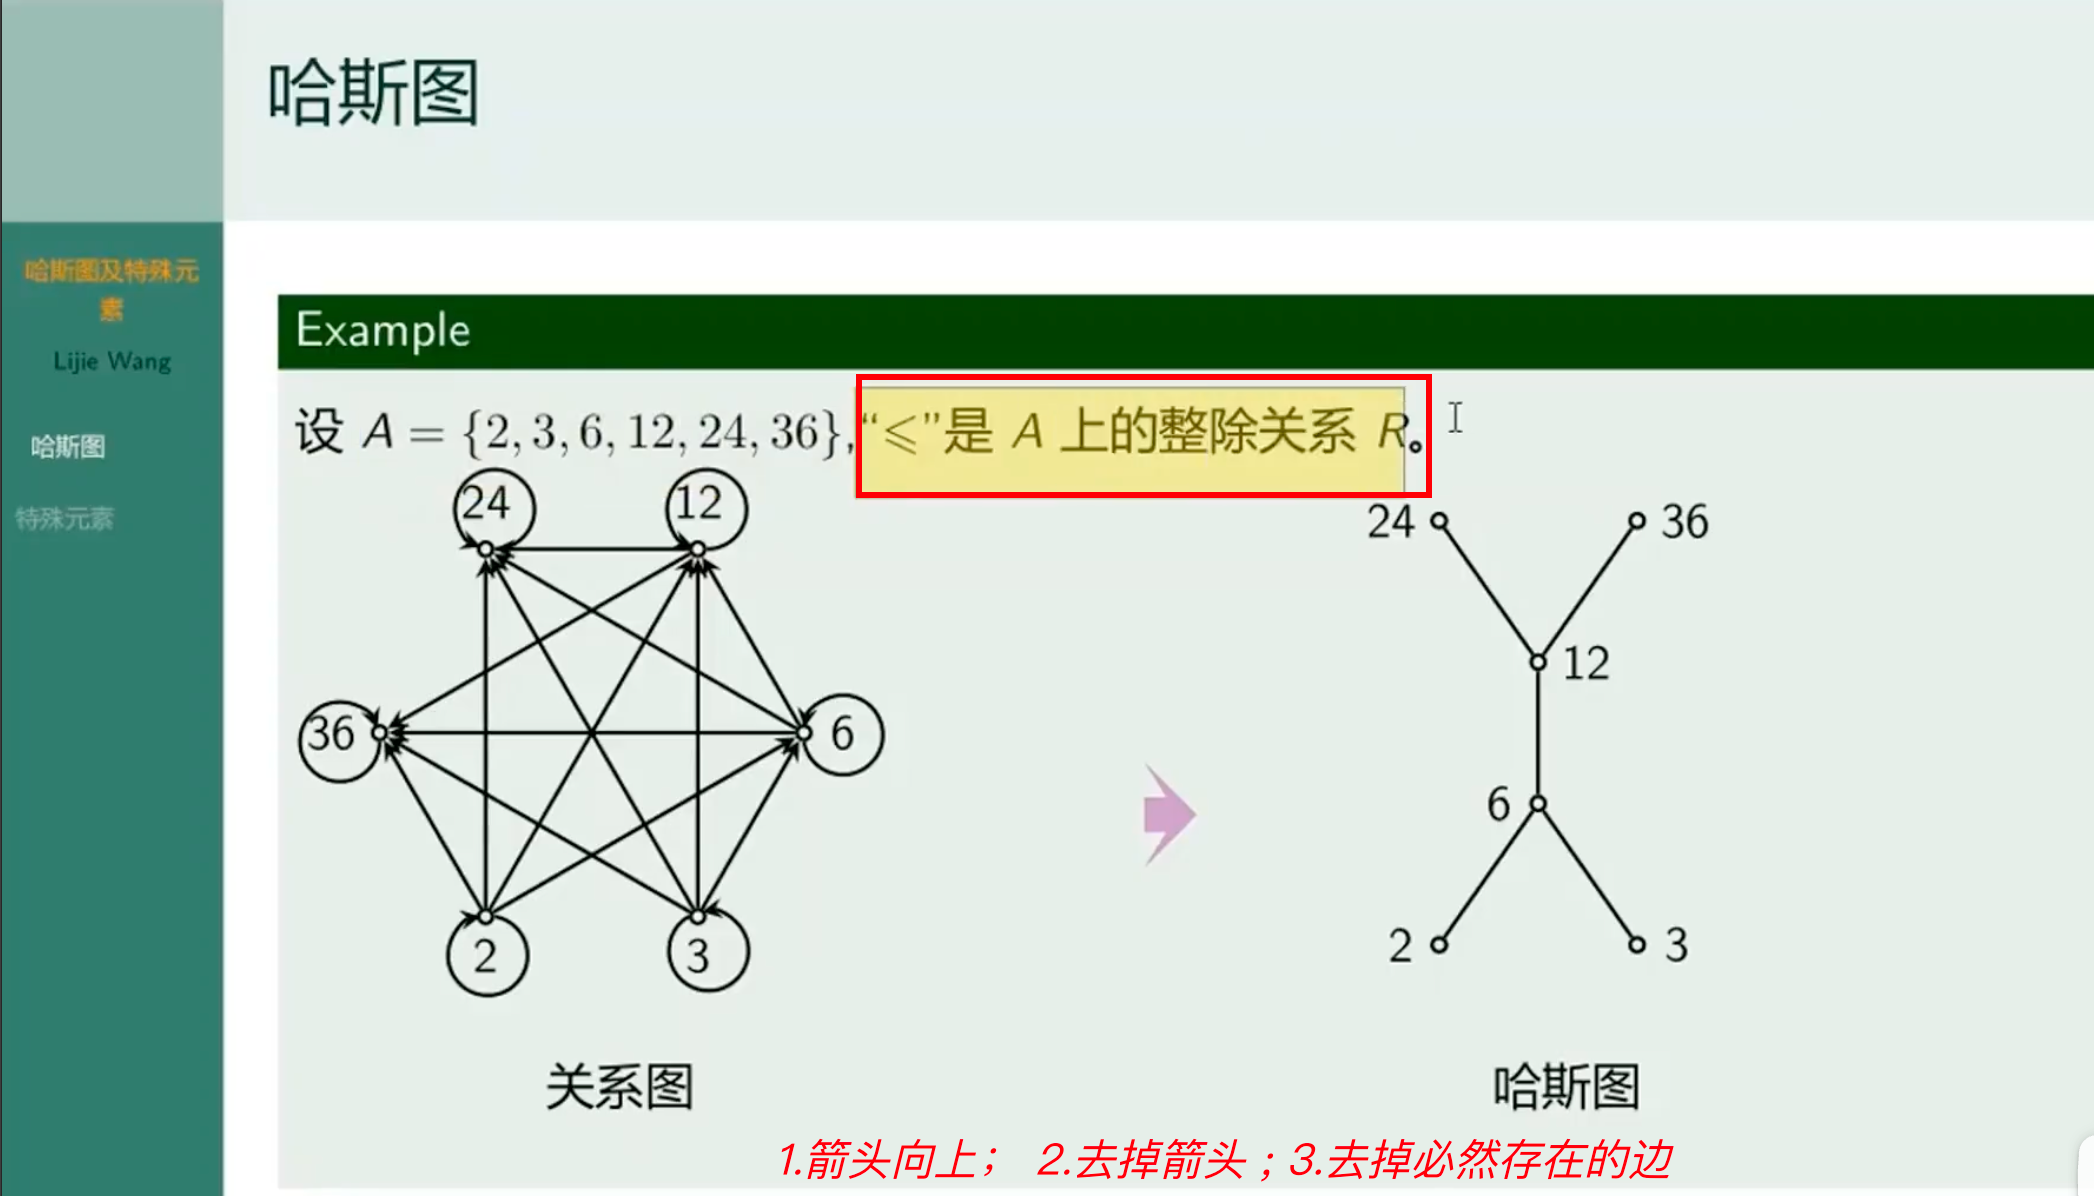 哈斯图
哈斯图及特殊元
素
Lijie Wang
哈斯图
特殊元素
Example
设 A = {2, 3, 6, 12, 24, 36},“⩽”是 A 上的整除关系 R。
24
12
36
6
2
3
关系图
24
36
12
6
2
3
哈斯图
1.箭头向上； 2.去掉箭头；3.去掉必然存在的边